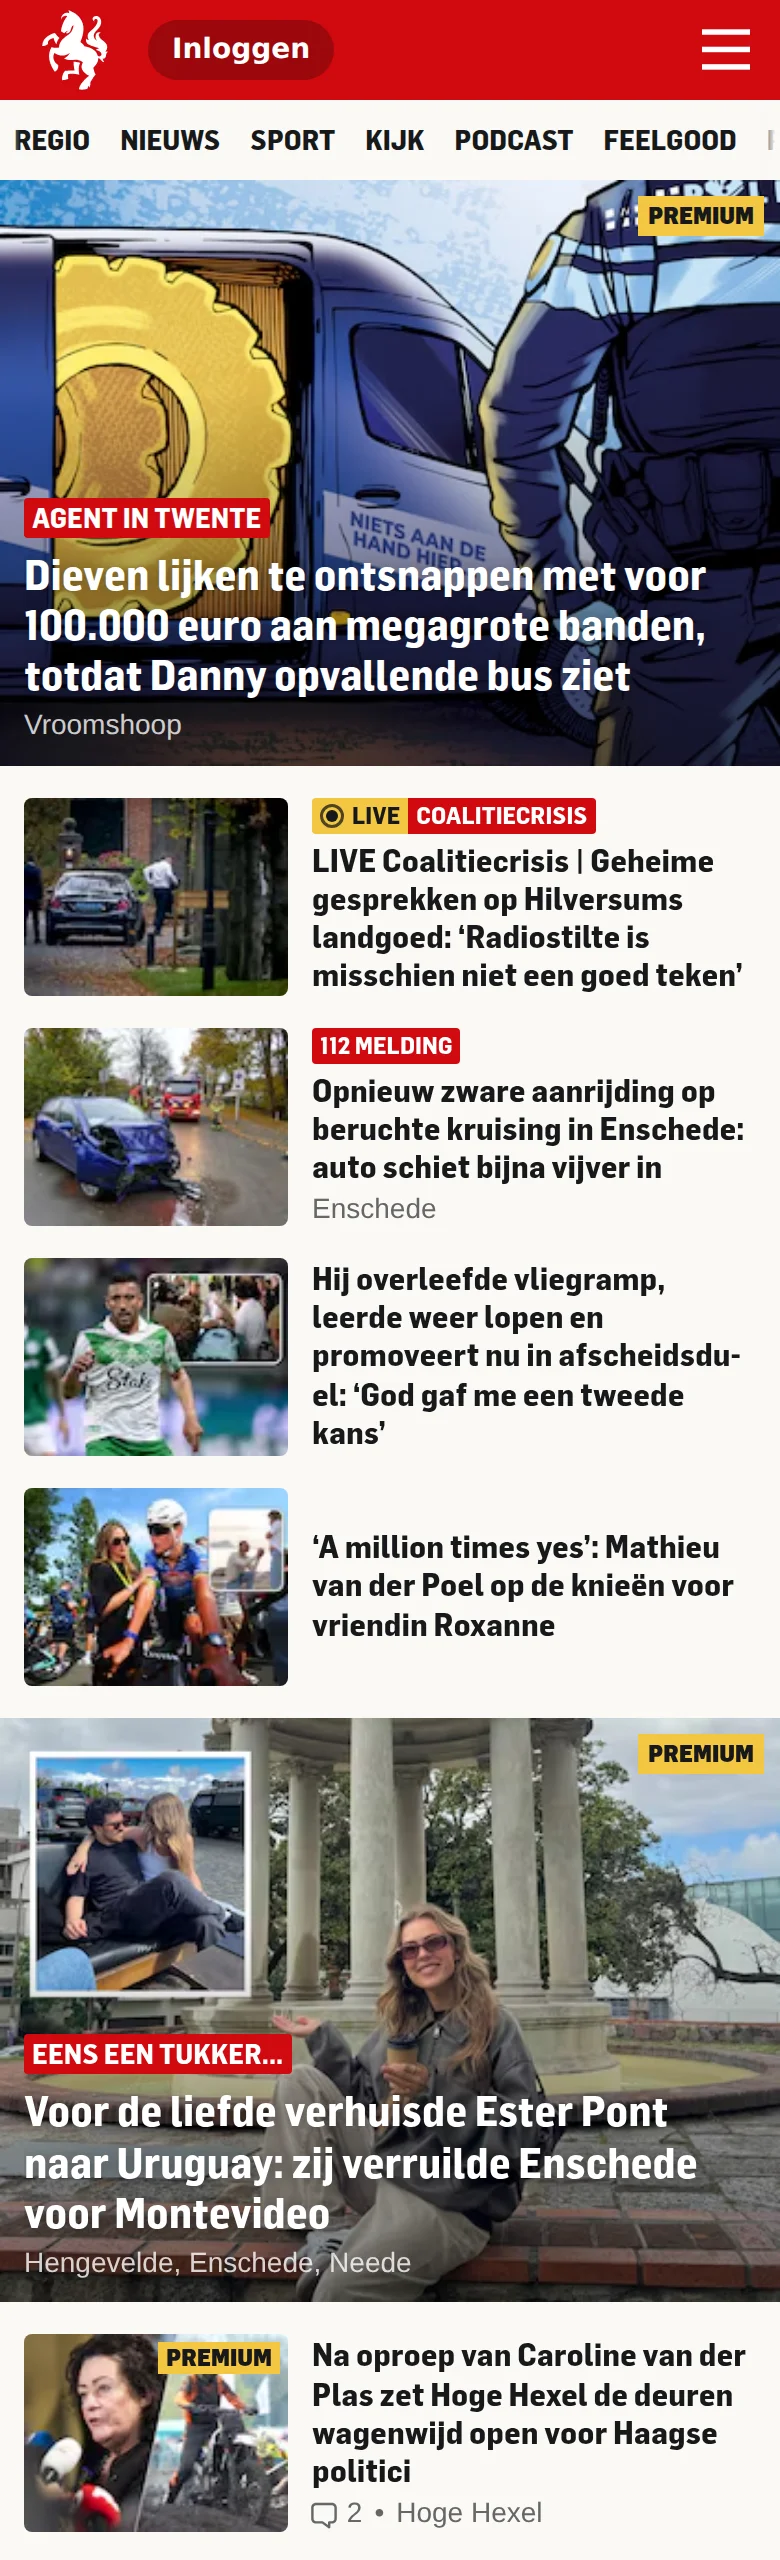 Inloggen
REGIO NIEUWS SPORT KIJK PODCAST FEELGOOD
PREMIUM
NIETS AAN DE
HAND HIER
AGENT IN TWENTE
Dieven lijken te ontsnappen met voor
100.000 euro aan megagrote banden,
totdat Danny opvallende bus ziet
Vroomshoop
LIVE COALITIECRISIS
LIVE Coalitiecrisis | Geheime
gesprekken op Hilversums
landgoed: ‘Radiostilte is
misschien niet een goed teken’
112 MELDING
Opnieuw zware aanrijding op
beruchte kruising in Enschede:
auto schiet bijna vijver in
Enschede
Stake
Hij overleefde vliegramp,
leerde weer lopen en
promoveert nu in afscheidsdu-
el: ‘God gaf me een tweede
kans’
‘A million times yes’: Mathieu
van der Poel op de knieën voor
vriendin Roxanne
PREMIUM
EENS EEN TUKKER...
Voor de liefde verhuisde Ester Pont
naar Uruguay: zij verruilde Enschede
voor Montevideo
Hengevelde, Enschede, Neede
PREMIUM
Na oproep van Caroline van der
Plas zet Hoge Hexel de deuren
wagenwijd open voor Haagse
politici
2 • Hoge Hexel